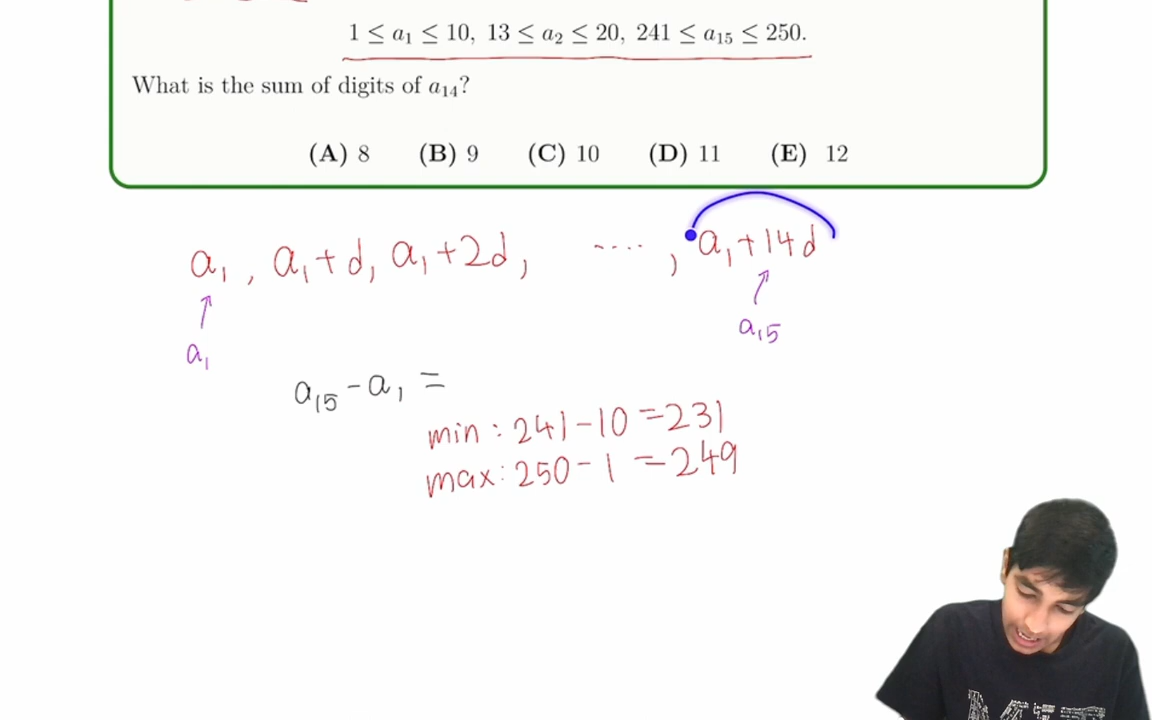 1 ≤ a₁ ≤ 10, 13 ≤ a₂ ≤ 20, 241 ≤ a₁₅ ≤ 250.
What is the sum of digits of a₁₄?
(A) 8 (B) 9 (C) 10 (D) 11 (E) 12
a₁, a₁+d, a₁+2d, ....., a₁+14d
a₁
a₁₅
a₁₅-a₁ =
min: 241-10 =231
max: 250-1 =249